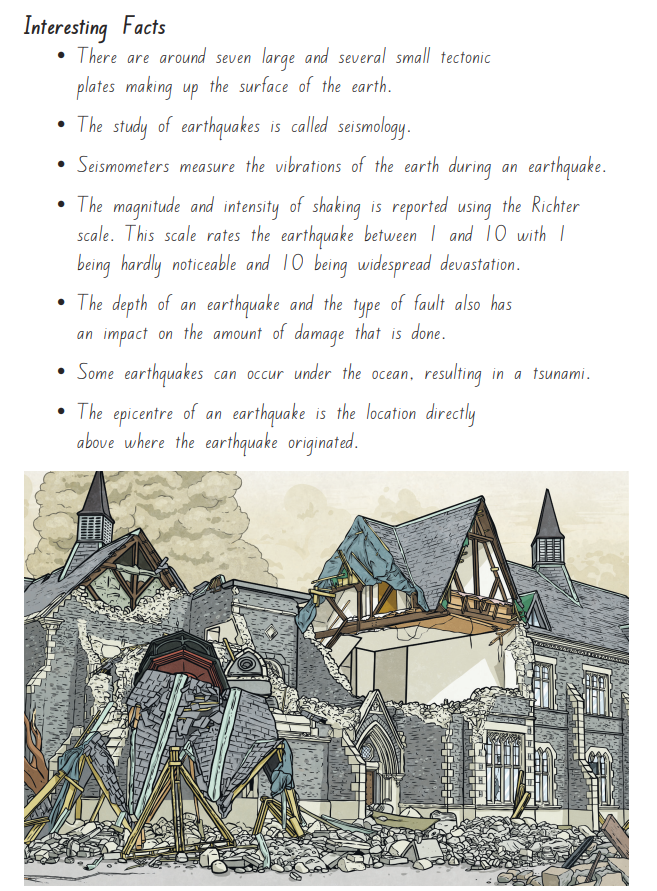 Interesting Facts
• There are around seven large and several small tectonic
plates making up the surface of the earth.
• The study of earthquakes is called seismology.
• Seismometers measure the vibrations of the earth during an earthquake.
• The magnitude and intensity of shaking is reported using the Richter
scale. This scale rates the earthquake between 1 and 10 with 1
being hardly noticeable and 10 being widespread devastation.
• The depth of an earthquake and the type of fault also has
an impact on the amount of damage that is done.
• Some earthquakes can occur under the ocean, resulting in a tsunami.
• The epicentre of an earthquake is the location directly
above where the earthquake originated.